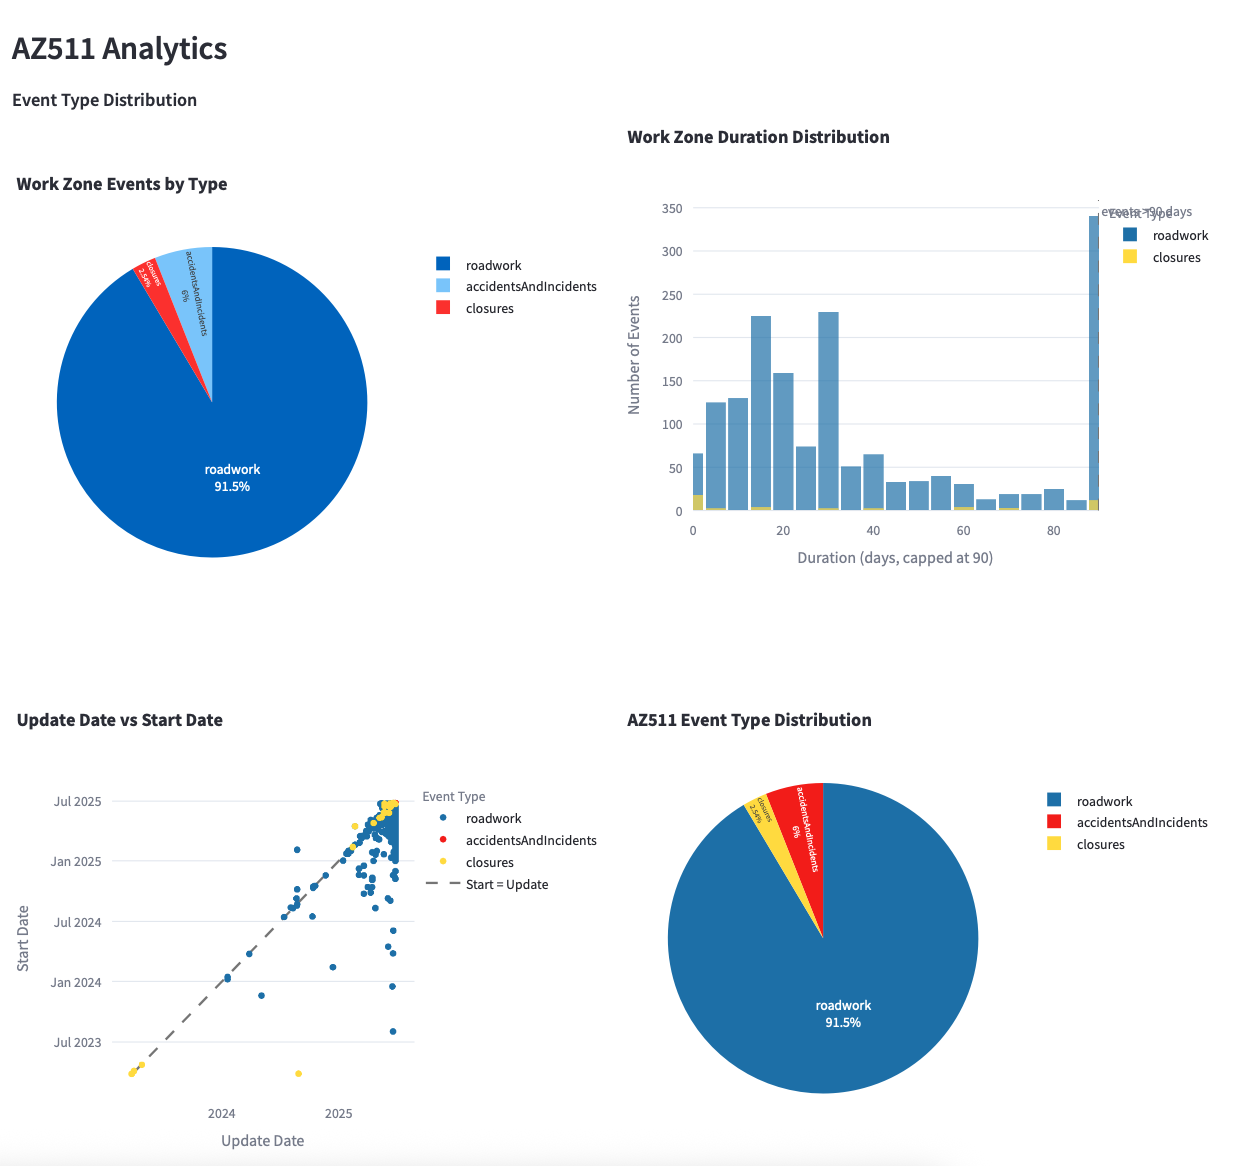 AZ511 Analytics
Event Type Distribution
Work Zone Events by Type
closures
2.54%
accidentsAndIncidents
6%
roadwork
91.5%
roadwork
accidentsAndIncidents
closures
Work Zone Duration Distribution
350
300
250
200
150
100
50
0
Number of Events
0 20 40 60 80
Duration (days, capped at 90)
events >90 days
Event Type
roadwork
closures
Update Date vs Start Date
Jul 2025
Jan 2025
Jul 2024
Jan 2024
Jul 2023
Start Date
2024 2025
Update Date
Event Type
roadwork
accidentsAndIncidents
closures
Start = Update
AZ511 Event Type Distribution
closures
2.54%
accidentsAndIncidents
6%
roadwork
91.5%
roadwork
accidentsAndIncidents
closures